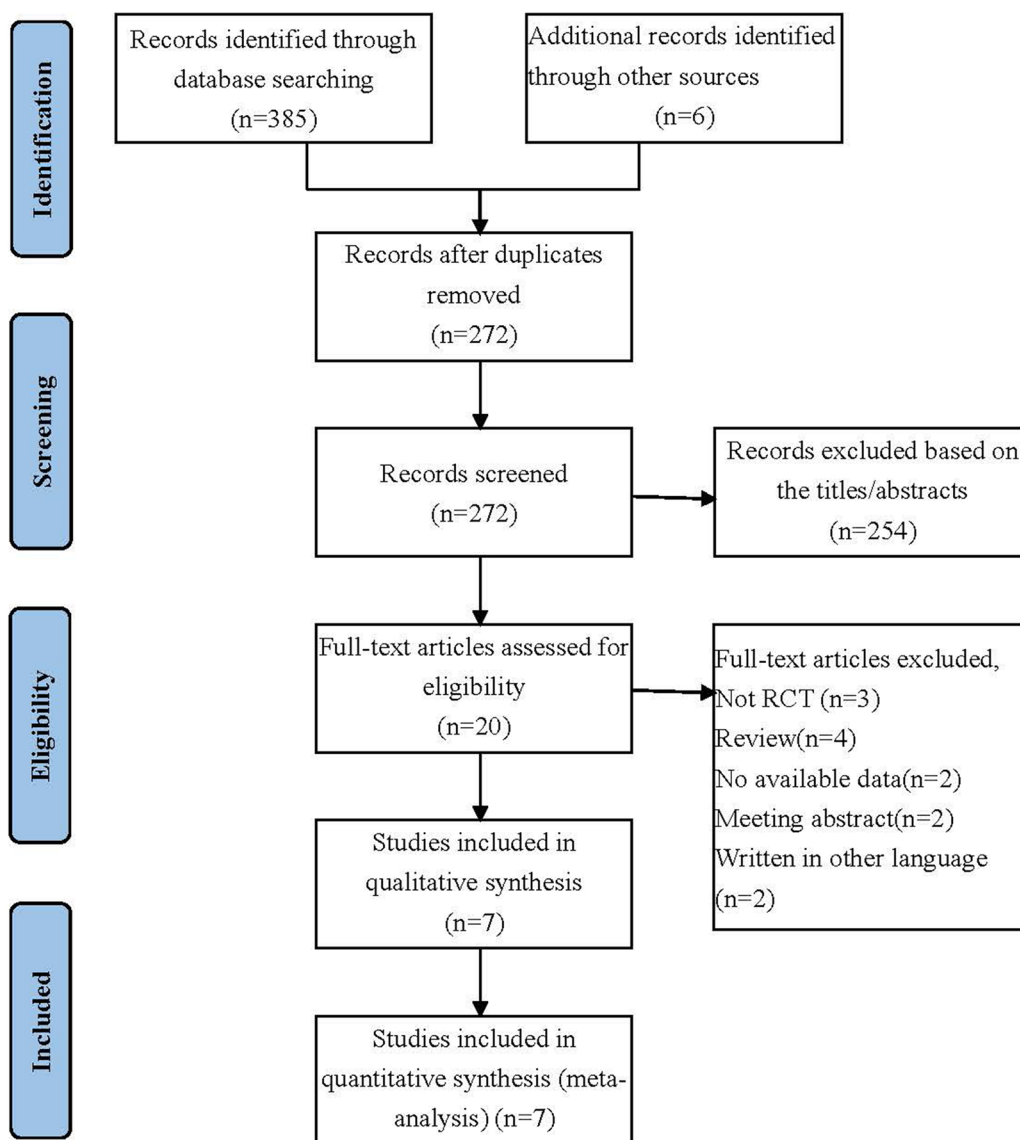 Identification
Records identified through
database searching
(n=385)
Additional records identified
through other sources
(n=6)
Records after duplicates
removed
(n=272)
Screening
Records screened
(n=272)
Records excluded based on
the titles/abstracts
(n=254)
Eligibility
Full-text articles assessed for
eligibility
(n=20)
Full-text articles excluded,
Not RCT (n=3)
Review(n=4)
No available data(n=2)
Meeting abstract(n=2)
Written in other language
(n=2)
Studies included in
qualitative synthesis
(n=7)
Included
Studies included in
quantitative synthesis (meta-
analysis) (n=7)